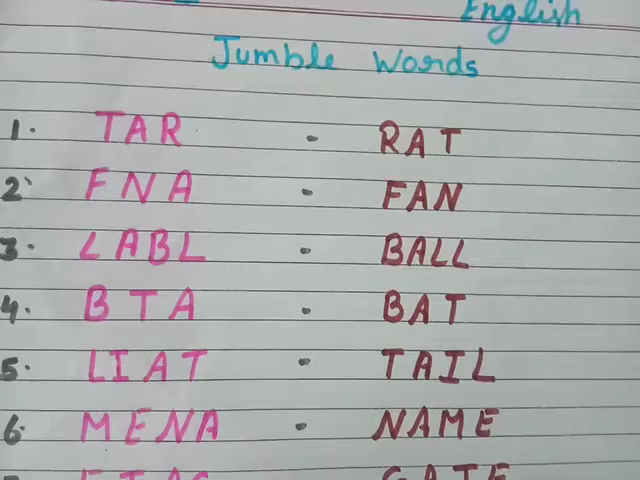 English
Jumble Words
1. TAR - RAT
2. FNA - FAN
3. LABL - BALL
4. BTA - BAT
5. LIAT - TAIL
6. MENA - NAME
GATE